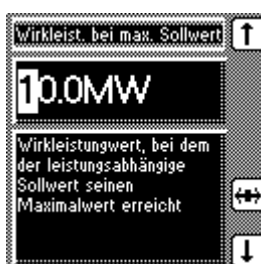 Wirkleist. bei max. Sollwert
10.0MW
Wirkleistungwert, bei dem
der leistungsabhängige
Sollwert seinen
Maximalwert erreicht